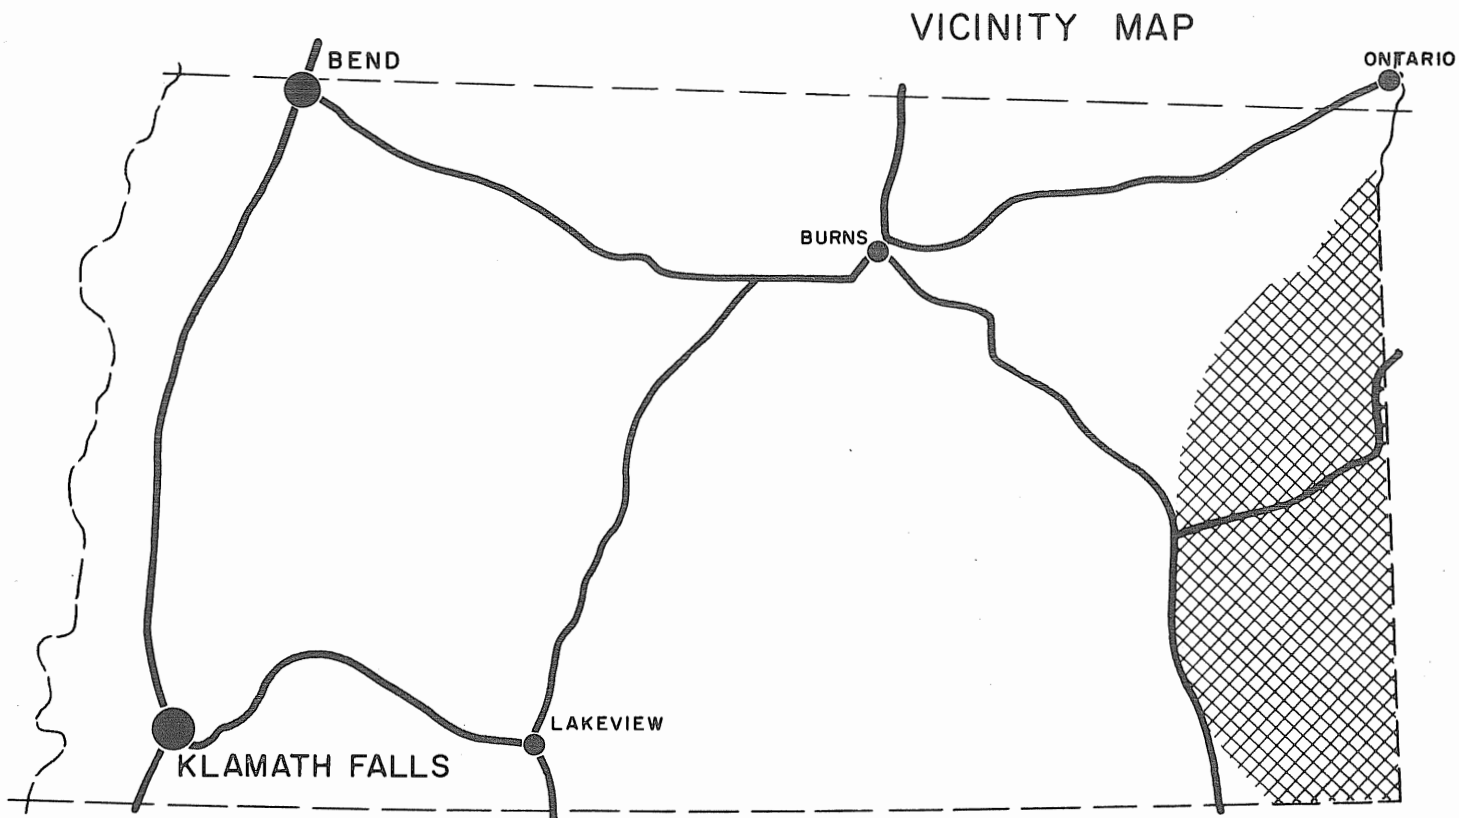 VICINITY MAP
BEND
ONTARIO
BURNS
LAKEVIEW
KLAMATH FALLS